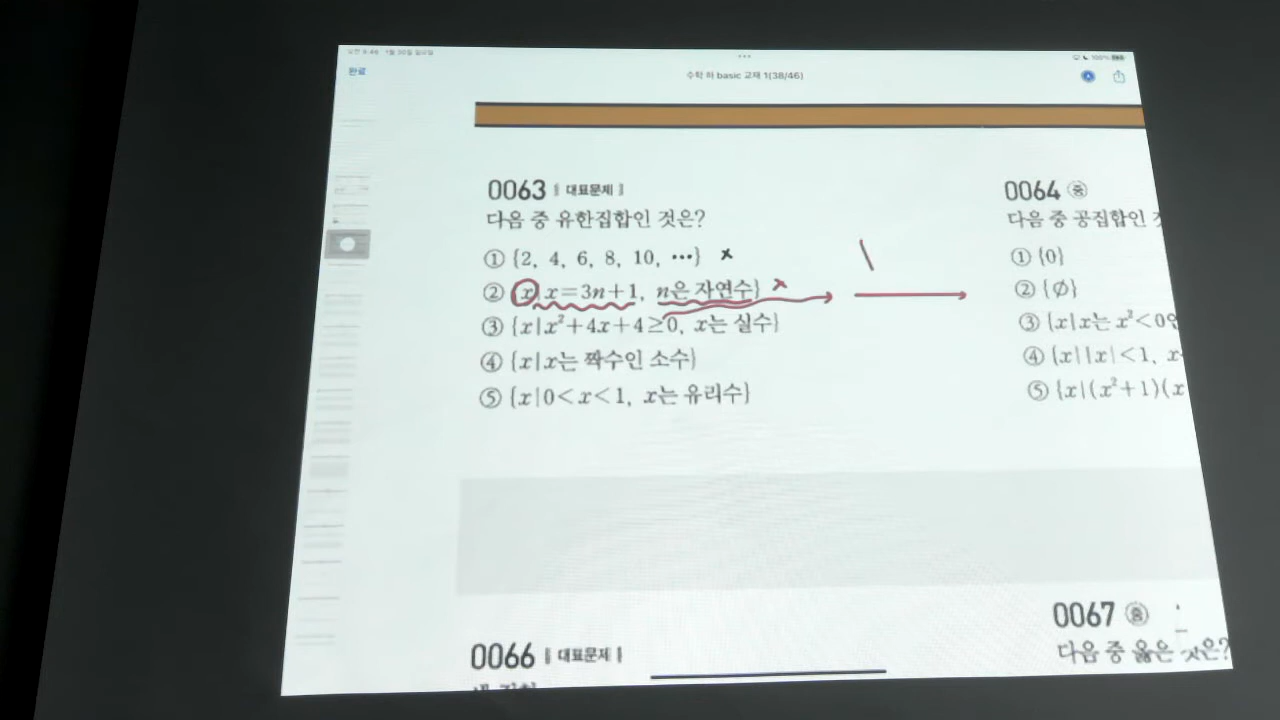 완료
수학 하 basic 교재 1(38/46)
100%
0063 대표문제
다음 중 유한집합인 것은?
① {2, 4, 6, 8, 10, ⋯} x
② {x|x=3n+1, n은 자연수} x
③ {x|x²+4x+4≥0, x는 실수}
④ {x|x는 짝수인 소수}
⑤ {x|0<x<1, x는 유리수}
0064 중
다음 중 공집합인
① {0}
② {∅}
③ {x|x는 x²<0인
④ {x||x|<1, x
⑤ {x|(x²+1)(x
0066 대표문제
0067 중
다음 중 옳은 것은?